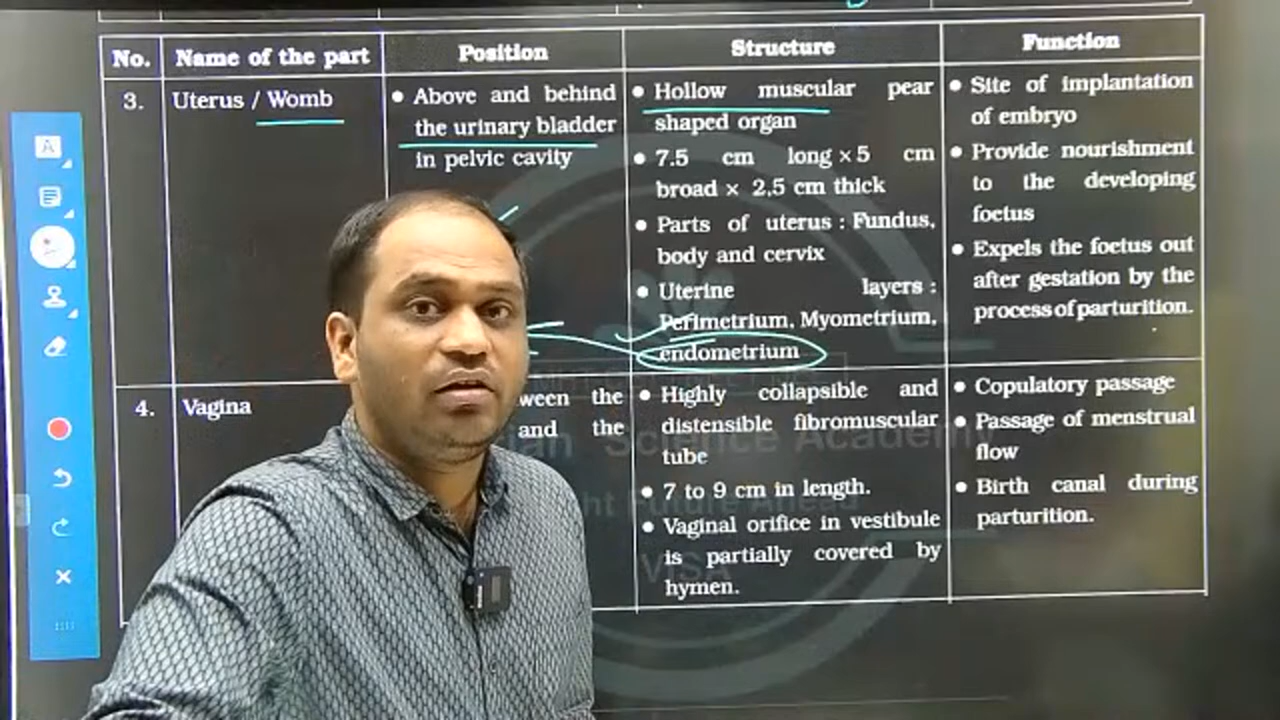 No. Name of the part Position Structure Function
3. Uterus / Womb
• Above and behind
the urinary bladder
in pelvic cavity
• Hollow muscular pear
shaped organ
• 7.5 cm long × 5 cm
broad × 2.5 cm thick
• Parts of uterus : Fundus,
body and cervix
• Uterine layers :
Perimetrium, Myometrium,
endometrium
• Site of implantation
of embryo
• Provide nourishment
to the developing
foetus
• Expels the foetus out
after gestation by the
process of parturition.
4. Vagina
the
and the
• Highly collapsible and
distensible fibromuscular
tube
• 7 to 9 cm in length.
• Vaginal orifice in vestibule
is partially covered by
hymen.
• Copulatory passage
• Passage of menstrual
flow
• Birth canal during
parturition.
A
Science Academy
Future Ahead
VISA